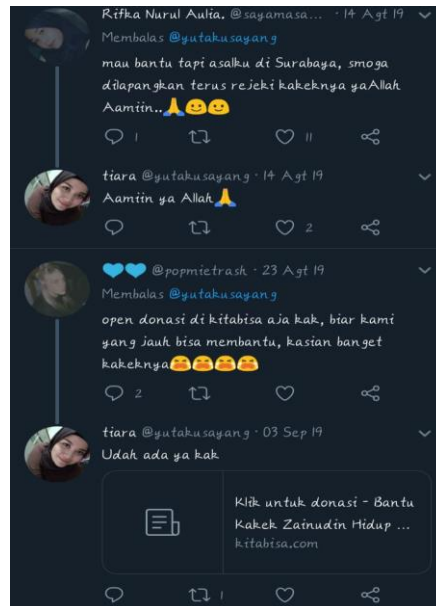 Rifka Nurul Aulia. @sayamasa... · 14 Agt 19
Membalas @yutakusayang
mau bantu tapi asalku di Surabaya, smoga
dilapangkan terus rejeki kakeknya yaAllah
Aamiin..🙏🙂🙂
1 11
tiara @yutakusayang · 14 Agt 19
Aamiin ya Allah🙏
2
💙💙 @popmietrash · 23 Agt 19
Membalas @yutakusayang
open donasi di kitabisa aja kak, biar kami
yang jauh bisa membantu, kasian banget
kakeknya😭😭😭😭
2
tiara @yutakusayang · 03 Sep 19
Udah ada ya kak
Klik untuk donasi - Bantu
Kakek Zainudin Hidup ...
kitabisa.com
1